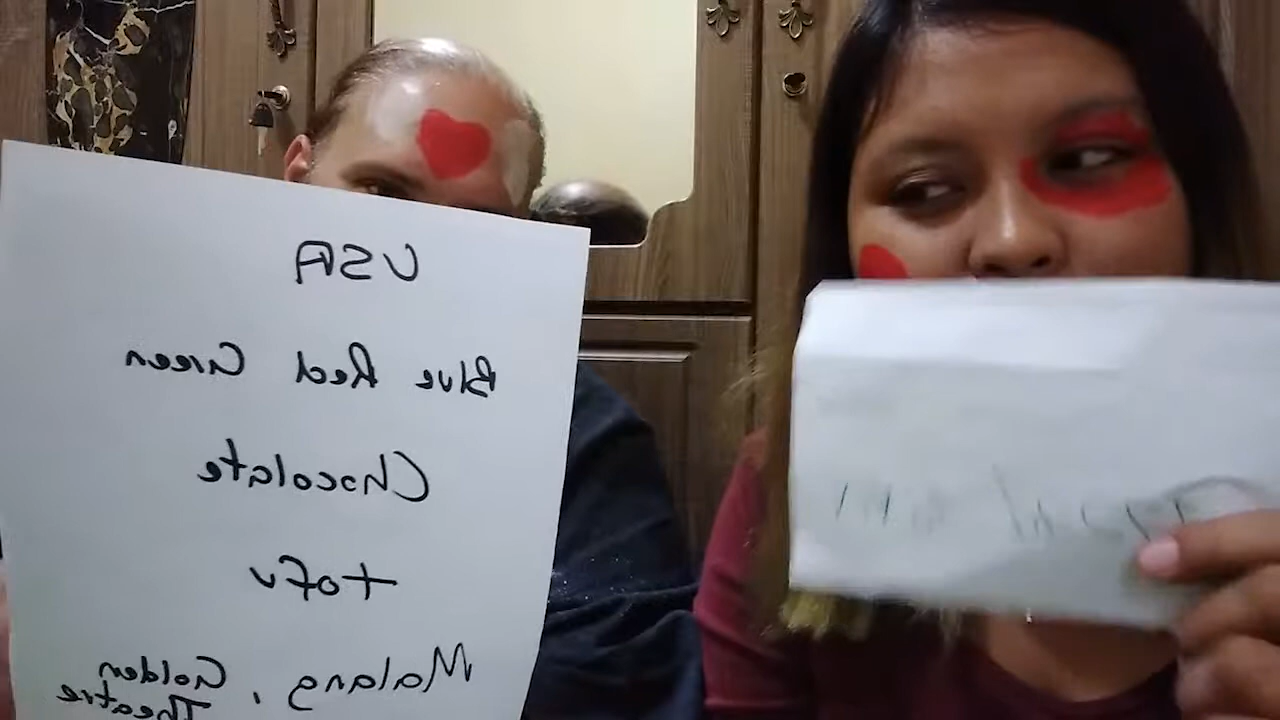 USA
Blue Red Green
Chocolate
tofu
Malang, Golden
Theatre